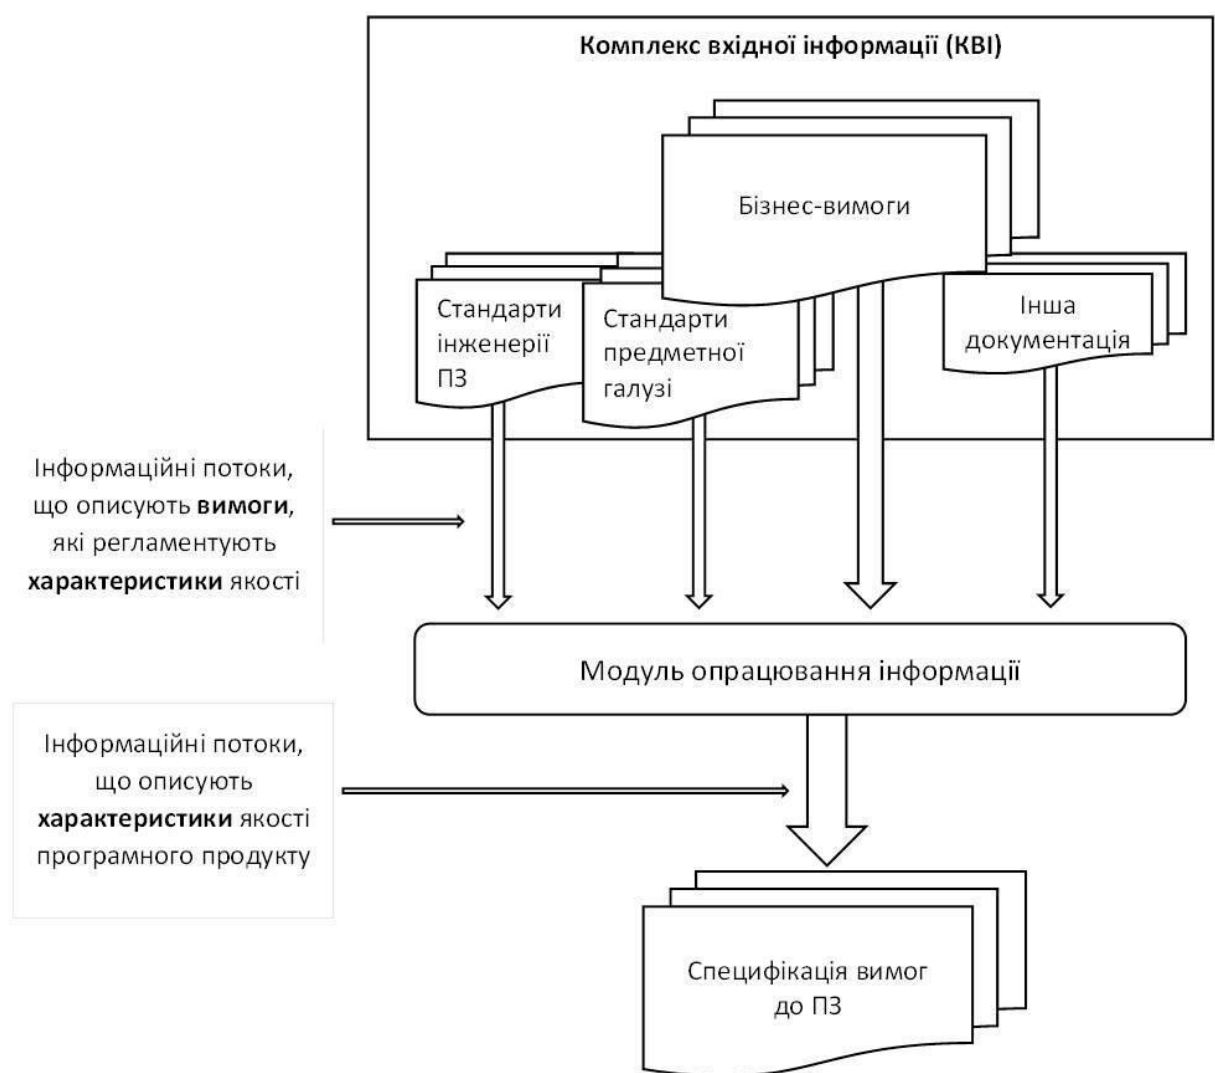 Комплекс вхідної інформації (КВІ)
Бізнес-вимоги
Стандарти
інженерії
ПЗ
Стандарти
предметної
галузі
Інша
документація
Інформаційні потоки,
що описують вимоги,
які регламентують
характеристики якості
Модуль опрацювання інформації
Інформаційні потоки,
що описують
характеристики якості
програмного продукту
Специфікація вимог
до ПЗ